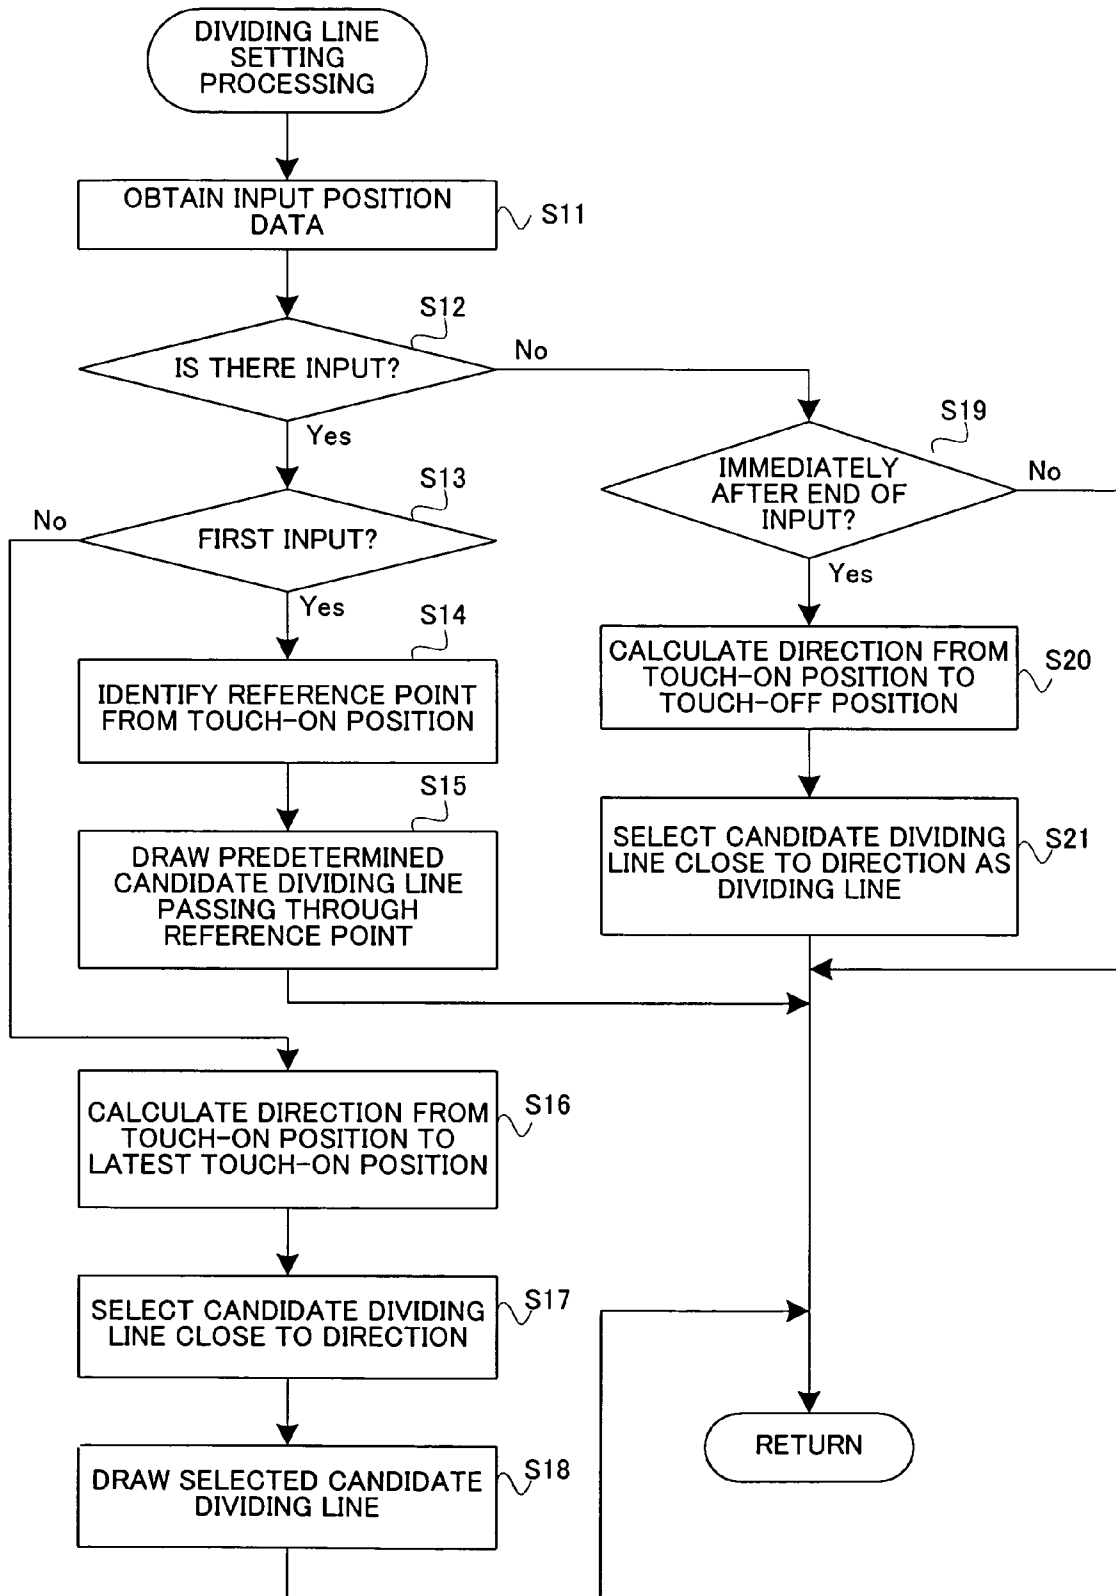 DIVIDING LINE
SETTING
PROCESSING
OBTAIN INPUT POSITION
DATA
S11
S12
IS THERE INPUT?
No
Yes
S13
FIRST INPUT?
No
Yes
S14
IDENTIFY REFERENCE POINT
FROM TOUCH-ON POSITION
S15
DRAW PREDETERMINED
CANDIDATE DIVIDING LINE
PASSING THROUGH
REFERENCE POINT
CALCULATE DIRECTION FROM
TOUCH-ON POSITION TO
LATEST TOUCH-ON POSITION
S16
SELECT CANDIDATE DIVIDING
LINE CLOSE TO DIRECTION
S17
DRAW SELECTED CANDIDATE
DIVIDING LINE
S18
S19
IMMEDIATELY
AFTER END OF
INPUT?
No
Yes
CALCULATE DIRECTION FROM
TOUCH-ON POSITION TO
TOUCH-OFF POSITION
S20
SELECT CANDIDATE DIVIDING
LINE CLOSE TO DIRECTION AS
DIVIDING LINE
S21
RETURN